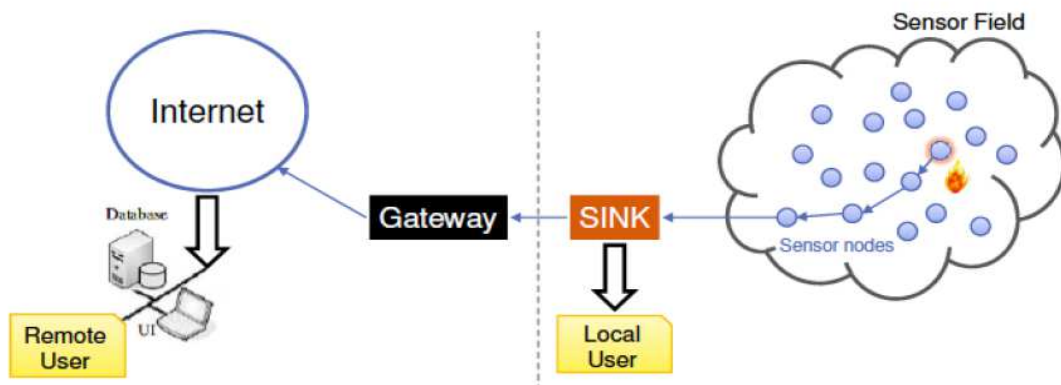 Sensor Field
Internet
Gateway
SINK
Sensor nodes
Database
UI
Remote
User
Local
User